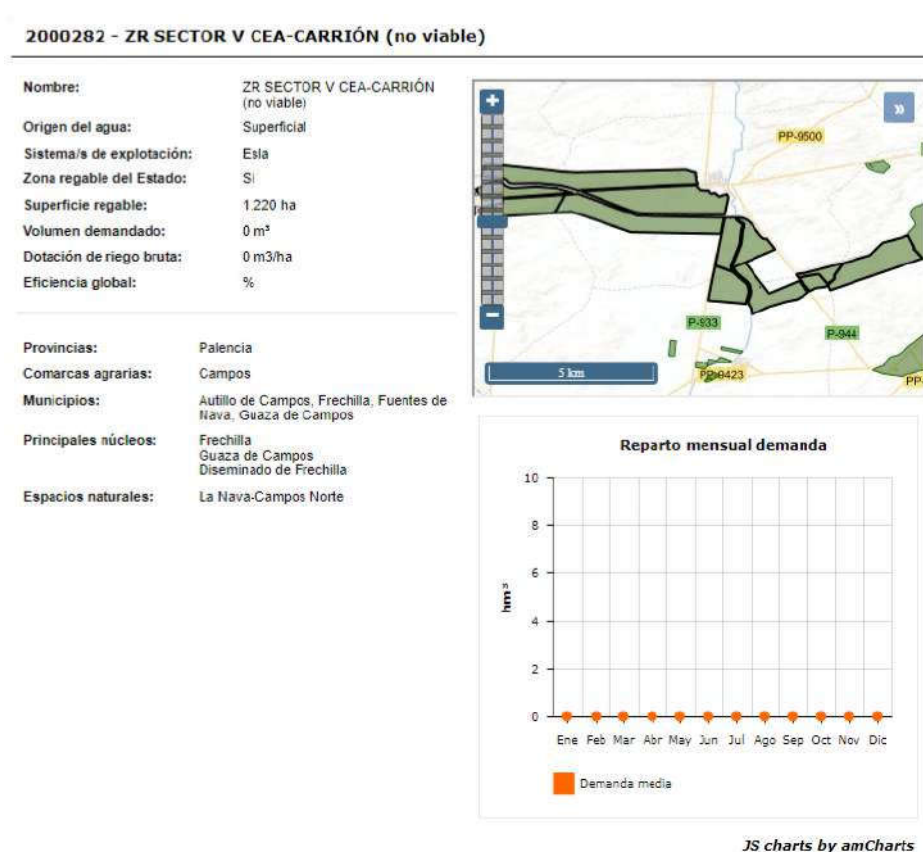 2000282 - ZR SECTOR V CEA-CARRIÓN (no viable)
Nombre: ZR SECTOR V CEA-CARRIÓN
(no viable)
Origen del agua: Superficial
Sistema/s de explotación: Esla
Zona regable del Estado: Si
Superficie regable: 1.220 ha
Volumen demandado: 0 m³
Dotación de riego bruta: 0 m3/ha
Eficiencia global: %
Provincias: Palencia
Comarcas agrarias: Campos
Municipios: Autillo de Campos, Frechilla, Fuentes de
Nava, Guaza de Campos
Principales núcleos: Frechilla
Guaza de Campos
Diseminado de Frechilla
Espacios naturales: La Nava-Campos Norte
+
»
PP-9500
P-933
P-944
PP-9423
PP-
−
5 km
Reparto mensual demanda
10
8
6
hm³
4
2
0
Ene Feb Mar Abr May Jun Jul Ago Sep Oct Nov Dic
Demanda media
JS charts by amCharts